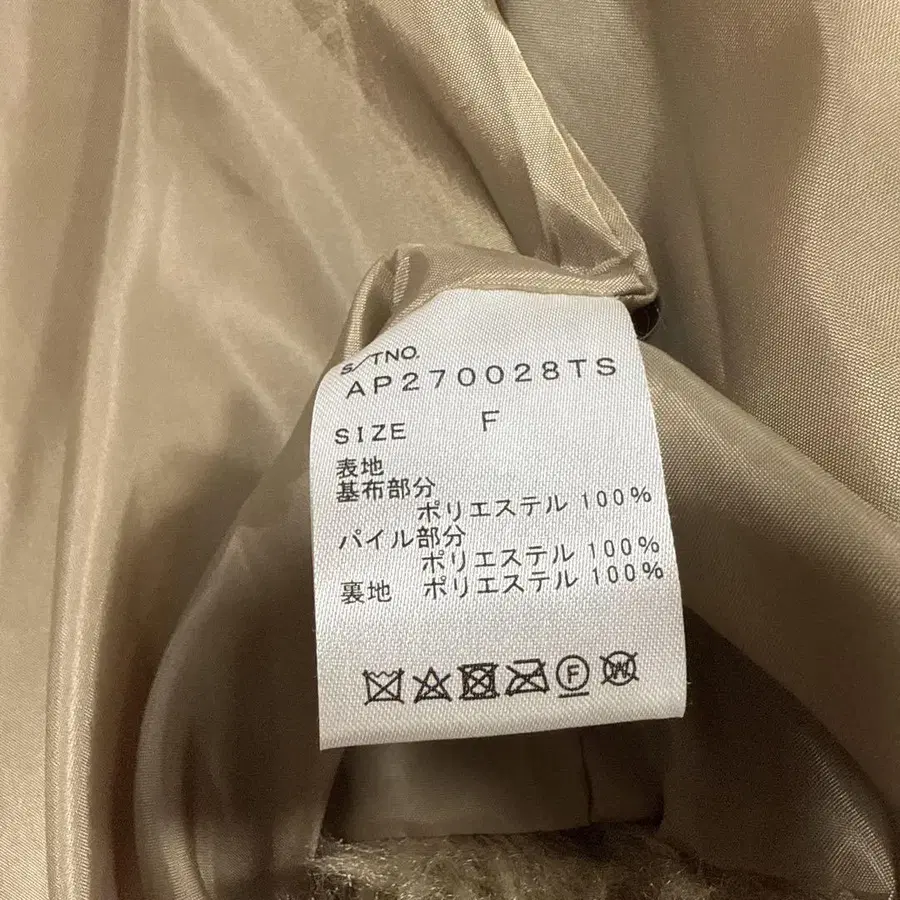 S/TNO.
AP270028TS
SIZE F
表地
基布部分
ポリエステル 100%
パイル部分
ポリエステル 100%
裏地 ポリエステル 100%
F W